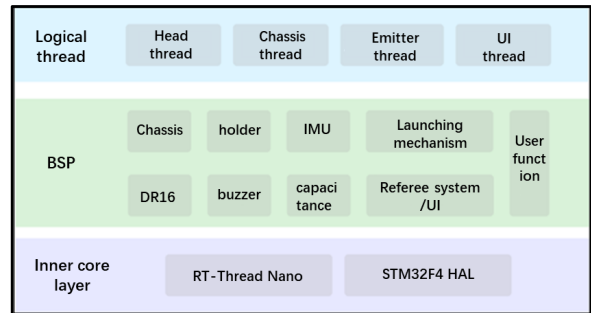 Logical
thread
Head
thread
Chassis
thread
Emitter
thread
UI
thread
BSP
Chassis
holder
IMU
Launching
mechanism
User
funct
ion
DR16
buzzer
capaci
tance
Referee system
/UI
Inner core
layer
RT-Thread Nano
STM32F4 HAL